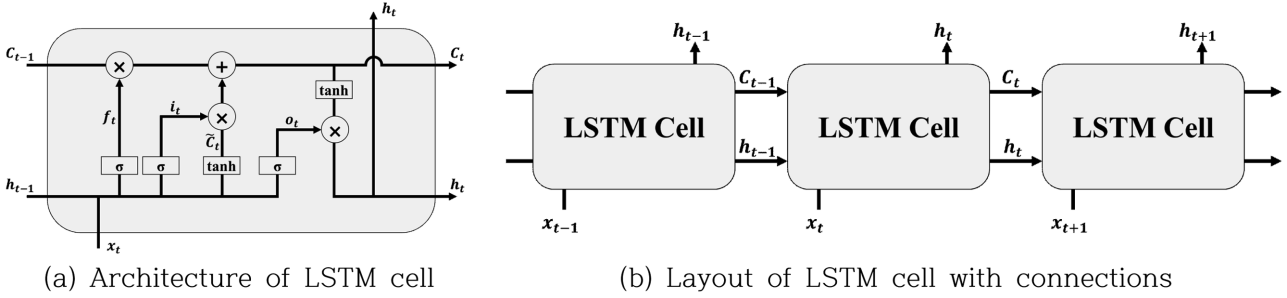 h_t
C_{t-1}
C_t
×
+
tanh
f_t
i_t
×
C̃_t
o_t
×
σ
σ
tanh
σ
h_{t-1}
h_t
x_t
(a) Architecture of LSTM cell
h_{t-1}
h_t
h_{t+1}
C_{t-1}
C_t
LSTM Cell
LSTM Cell
LSTM Cell
h_{t-1}
h_t
x_{t-1}
x_t
x_{t+1}
(b) Layout of LSTM cell with connections